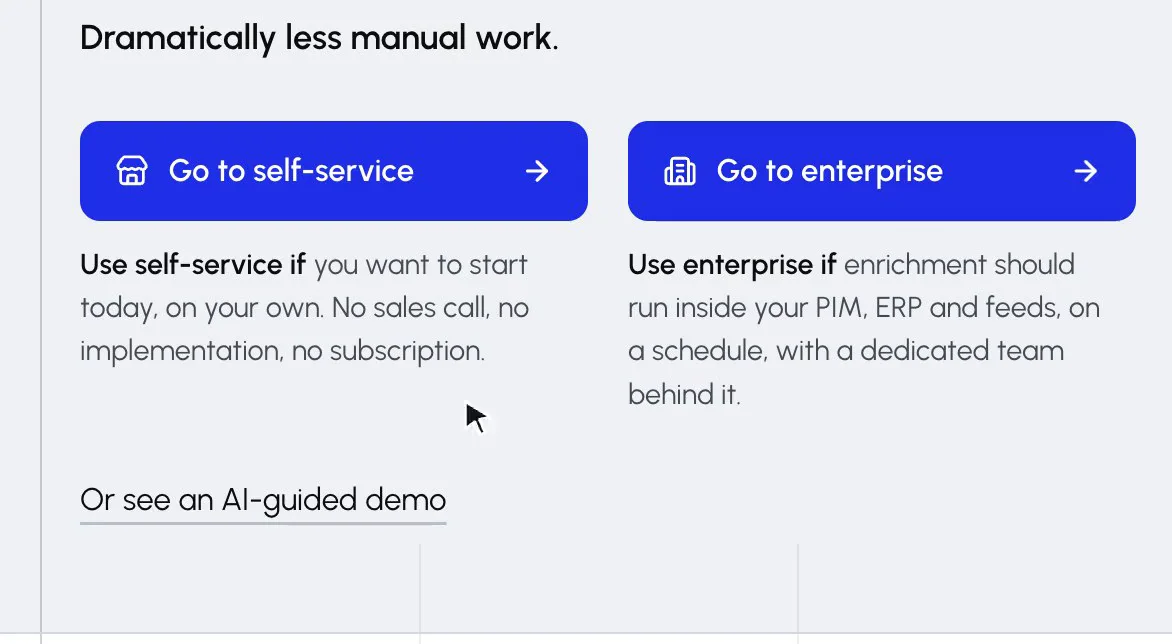 Dramatically less manual work.
Go to self-service
Go to enterprise
Use self-service if you want to start
today, on your own. No sales call, no
implementation, no subscription.
Use enterprise if enrichment should
run inside your PIM, ERP and feeds, on
a schedule, with a dedicated team
behind it.
Or see an AI-guided demo